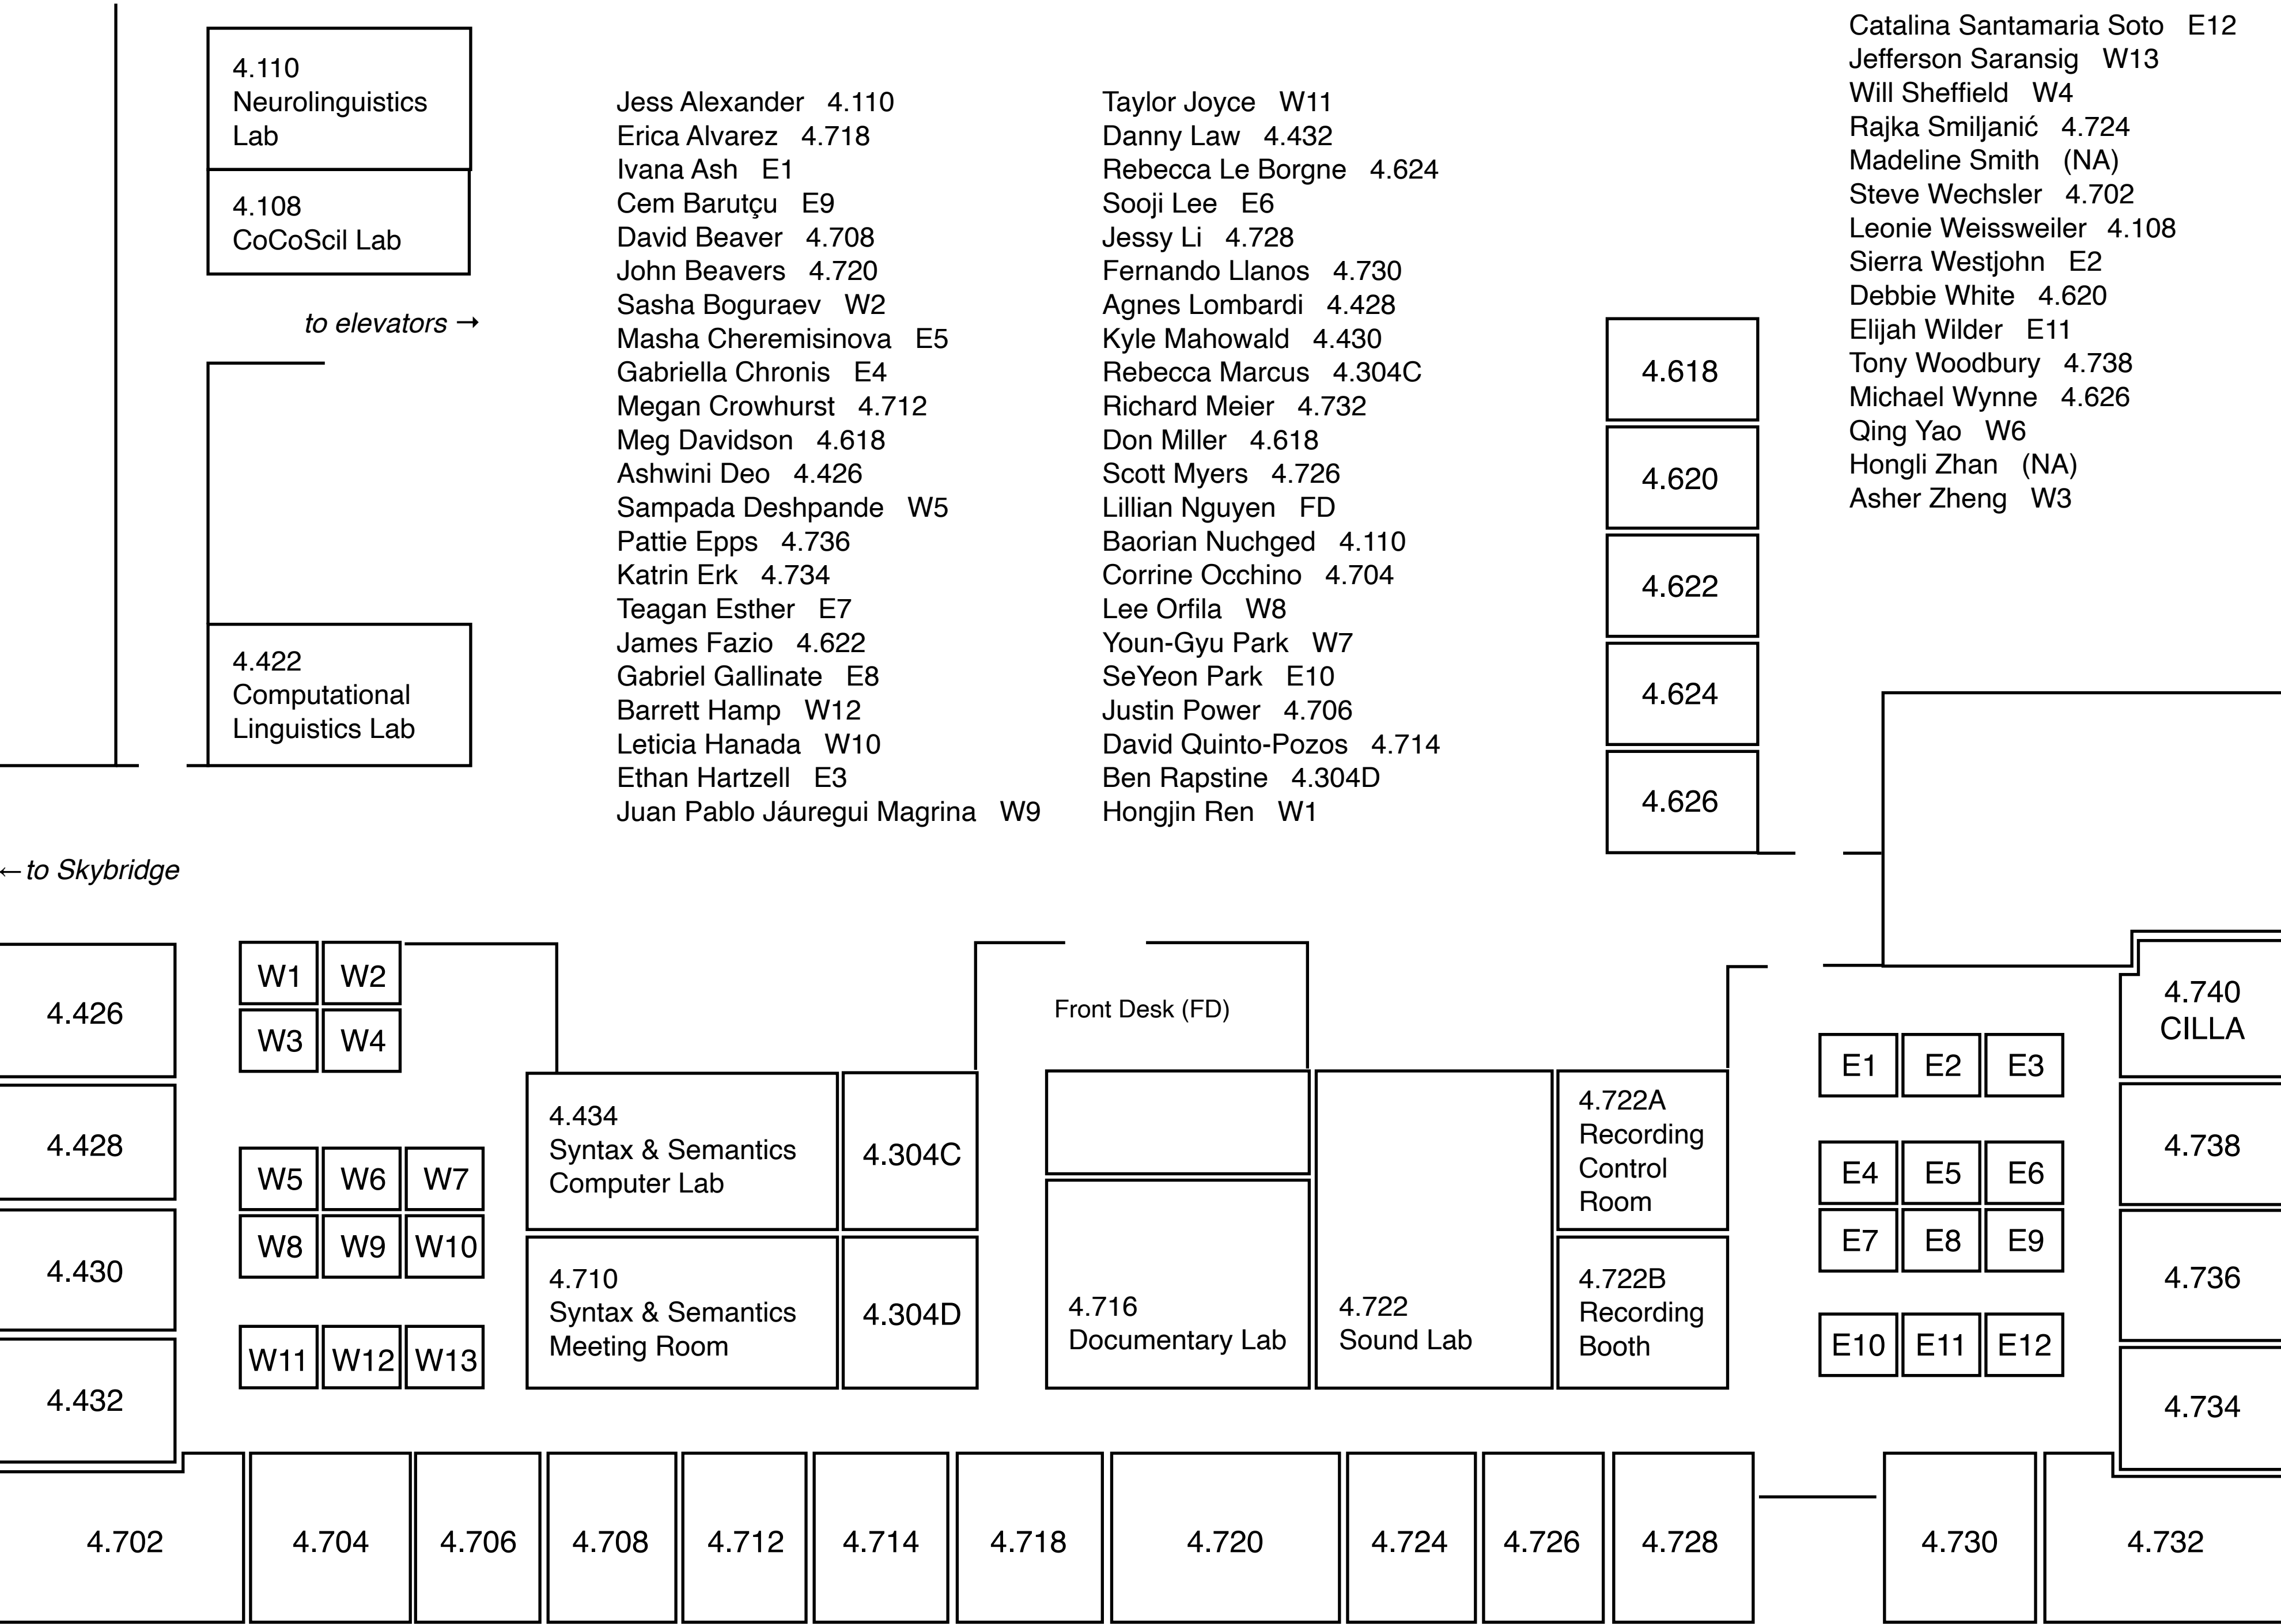 4.110
Neurolinguistics
Lab
4.108
CoCoScil Lab
to elevators →
4.422
Computational
Linguistics Lab
← to Skybridge
Jess Alexander 4.110
Erica Alvarez 4.718
Ivana Ash E1
Cem Barutçu E9
David Beaver 4.708
John Beavers 4.720
Sasha Boguraev W2
Masha Cheremisinova E5
Gabriella Chronis E4
Megan Crowhurst 4.712
Meg Davidson 4.618
Ashwini Deo 4.426
Sampada Deshpande W5
Pattie Epps 4.736
Katrin Erk 4.734
Teagan Esther E7
James Fazio 4.622
Gabriel Gallinate E8
Barrett Hamp W12
Leticia Hanada W10
Ethan Hartzell E3
Juan Pablo Jáuregui Magrina W9
Taylor Joyce W11
Danny Law 4.432
Rebecca Le Borgne 4.624
Sooji Lee E6
Jessy Li 4.728
Fernando Llanos 4.730
Agnes Lombardi 4.428
Kyle Mahowald 4.430
Rebecca Marcus 4.304C
Richard Meier 4.732
Don Miller 4.618
Scott Myers 4.726
Lillian Nguyen FD
Baorian Nuchged 4.110
Corrine Occhino 4.704
Lee Orfila W8
Youn-Gyu Park W7
SeYeon Park E10
Justin Power 4.706
David Quinto-Pozos 4.714
Ben Rapstine 4.304D
Hongjin Ren W1
Catalina Santamaria Soto E12
Jefferson Saransig W13
Will Sheffield W4
Rajka Smiljanić 4.724
Madeline Smith (NA)
Steve Wechsler 4.702
Leonie Weissweiler 4.108
Sierra Westjohn E2
Debbie White 4.620
Elijah Wilder E11
Tony Woodbury 4.738
Michael Wynne 4.626
Qing Yao W6
Hongli Zhan (NA)
Asher Zheng W3
4.618
4.620
4.622
4.624
4.626
4.426
4.428
4.430
4.432
W1 W2
W3 W4
W5 W6 W7
W8 W9 W10
W11 W12 W13
4.434
Syntax & Semantics
Computer Lab
4.304C
4.710
Syntax & Semantics
Meeting Room
4.304D
Front Desk (FD)
4.716
Documentary Lab
4.722
Sound Lab
4.722A
Recording
Control
Room
4.722B
Recording
Booth
E1 E2 E3
E4 E5 E6
E7 E8 E9
E10 E11 E12
4.740
CILLA
4.738
4.736
4.734
4.702 4.704 4.706 4.708 4.712 4.714 4.718 4.720 4.724 4.726 4.728 4.730 4.732